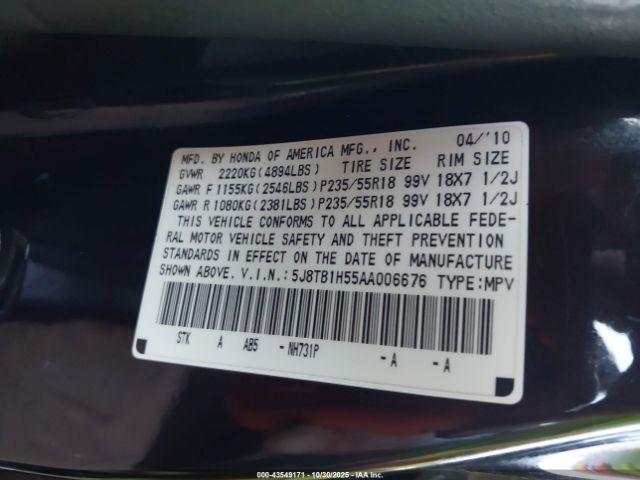 MFD. BY HONDA OF AMERICA MFG., INC. 04/'10
GVWR 2220KG(4894LBS) TIRE SIZE RIM SIZE
GAWR F 1155KG(2546LBS) P235/55R18 99V 18X7 1/2J
GAWR R 1080KG(2381LBS) P235/55R18 99V 18X7 1/2J
THIS VEHICLE CONFORMS TO ALL APPLICABLE FEDE-
RAL MOTOR VEHICLE SAFETY AND THEFT PREVENTION
STANDARDS IN EFFECT ON THE DATE OF MANUFACTURE
SHOWN ABOVE. V.I.N.:5J8TB1H55AA006676 TYPE:MPV
STK A AB5 - NH731P -A -A
000-43549171 - 10/30/2025 - IAA Inc.